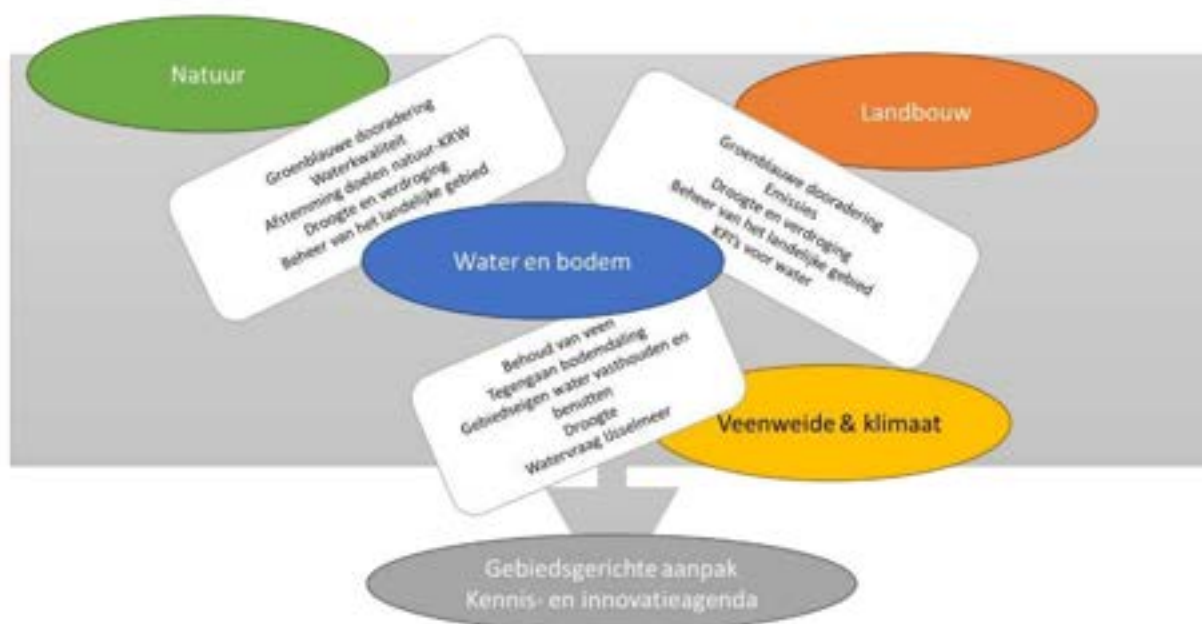 Natuur
Groenblauwe dooradering
Waterkwaliteit
Afstemming doelen natuur-KRW
Droogte en verdroging
Beheer van het landelijke gebied
Landbouw
Groenblauwe dooradering
Emissies
Droogte en verdroging
Beheer van het landelijke gebied
KPI's voor water
Water en bodem
Behoud van veen
Tegengaan bodemdaling
Gebiedseigen water vasthouden en
benutten
Droogte
Watervraag IJsselmeer
Veenweide & klimaat
Gebiedsgerichte aanpak
Kennis- en innovatieagenda